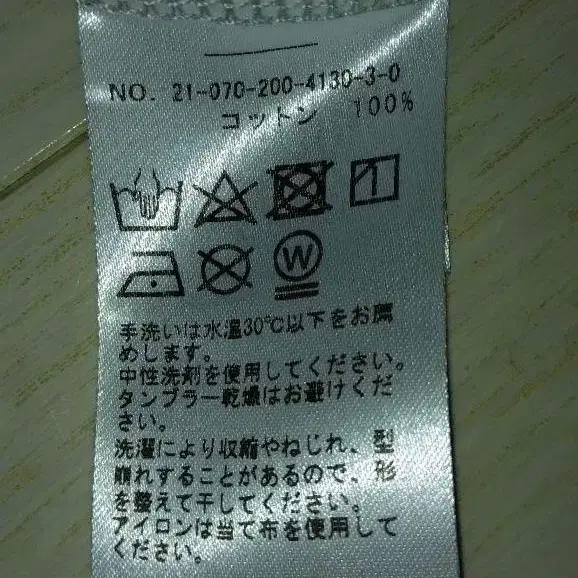 NO. 21-070-200-4130-3-0
コットン 100%
W
手洗いは水温30℃以下をお薦
めします。
中性洗剤を使用してください。
タンブラー乾燥はお避けくだ
さい。
洗濯により収縮やねじれ、型
崩れすることがあるので、形
を整えて干してください。
アイロンは当て布を使用して
ください。